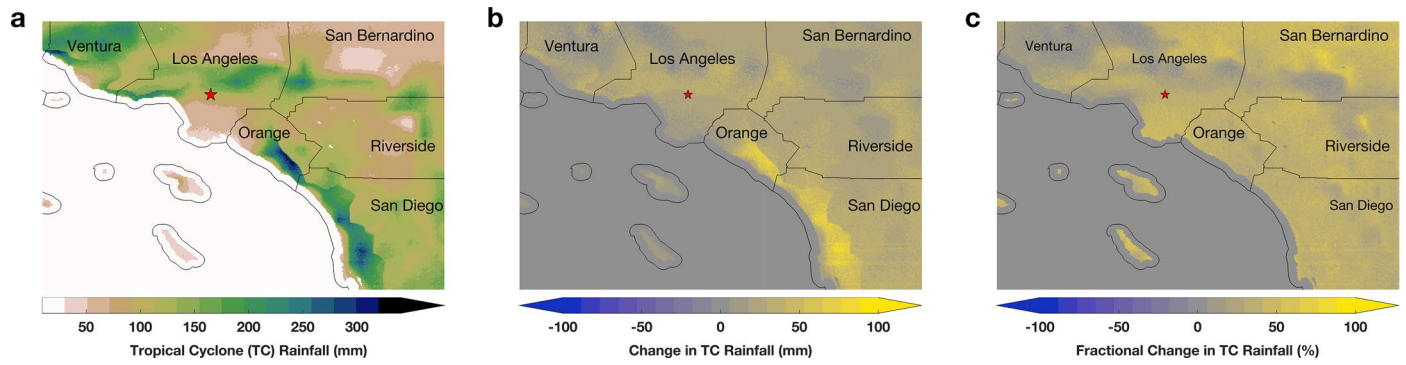 a
Ventura
Los Angeles
San Bernardino
Orange
Riverside
San Diego
50 100 150 200 250 300
Tropical Cyclone (TC) Rainfall (mm)
b
Ventura
Los Angeles
San Bernardino
Orange
Riverside
San Diego
-100 -50 0 50 100
Change in TC Rainfall (mm)
c
Ventura
Los Angeles
San Bernardino
Orange
Riverside
San Diego
-100 -50 0 50 100
Fractional Change in TC Rainfall (%)